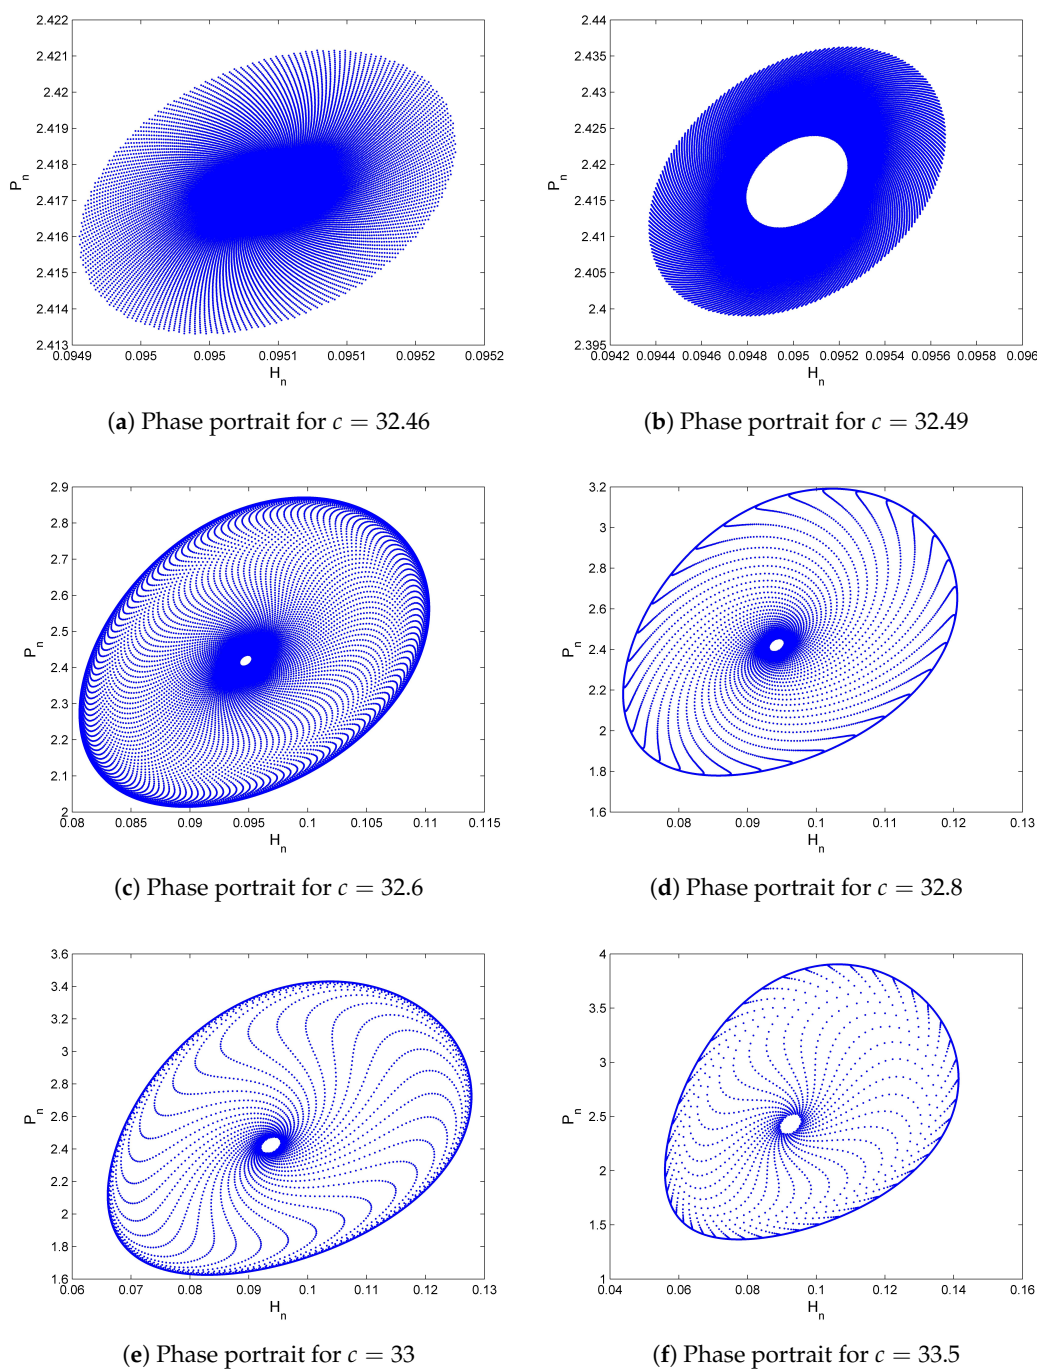 2.422
2.421
2.42
2.419
2.418
2.417
2.416
2.415
2.414
2.413
P_n
0.0949 0.095 0.095 0.0951 0.0951 0.0952 0.0952
H_n
(a) Phase portrait for c = 32.46
2.44
2.435
2.43
2.425
2.42
2.415
2.41
2.405
2.4
2.395
P_n
0.0942 0.0944 0.0946 0.0948 0.095 0.0952 0.0954 0.0956 0.0958 0.096
H_n
(b) Phase portrait for c = 32.49
2.9
2.8
2.7
2.6
2.5
2.4
2.3
2.2
2.1
2
P_n
0.08 0.085 0.09 0.095 0.1 0.105 0.11 0.115
H_n
(c) Phase portrait for c = 32.6
3.2
3
2.8
2.6
2.4
2.2
2
1.8
1.6
P_n
0.08 0.09 0.1 0.11 0.12 0.13
H_n
(d) Phase portrait for c = 32.8
3.6
3.4
3.2
3
2.8
2.6
2.4
2.2
2
1.8
1.6
P_n
0.06 0.07 0.08 0.09 0.1 0.11 0.12 0.13
H_n
(e) Phase portrait for c = 33
4
3.5
3
2.5
2
1.5
1
P_n
0.04 0.06 0.08 0.1 0.12 0.14 0.16
H_n
(f) Phase portrait for c = 33.5